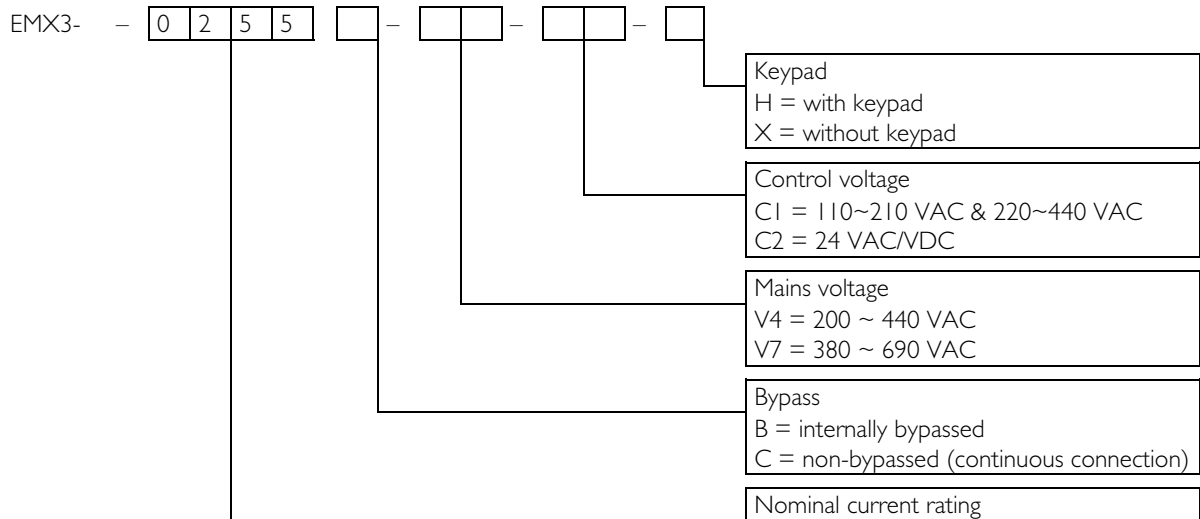 EMX3- – 0 2 5 5 – – –
Keypad
H = with keypad
X = without keypad
Control voltage
C1 = 110~210 VAC & 220~440 VAC
C2 = 24 VAC/VDC
Mains voltage
V4 = 200 ~ 440 VAC
V7 = 380 ~ 690 VAC
Bypass
B = internally bypassed
C = non-bypassed (continuous connection)
Nominal current rating